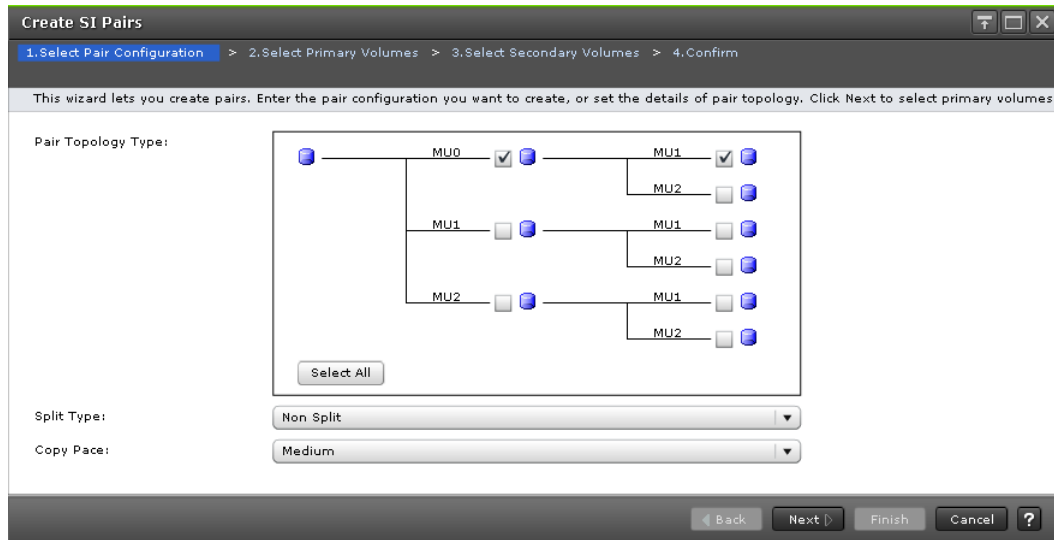 Create SI Pairs
1.Select Pair Configuration > 2.Select Primary Volumes > 3.Select Secondary Volumes > 4.Confirm
This wizard lets you create pairs. Enter the pair configuration you want to create, or set the details of pair topology. Click Next to select primary volumes
Pair Topology Type:
MU0 MU1
MU2
MU1 MU1
MU2
MU2 MU1
MU2
Select All
Split Type: Non Split
Copy Pace: Medium
Back Next Finish Cancel ?